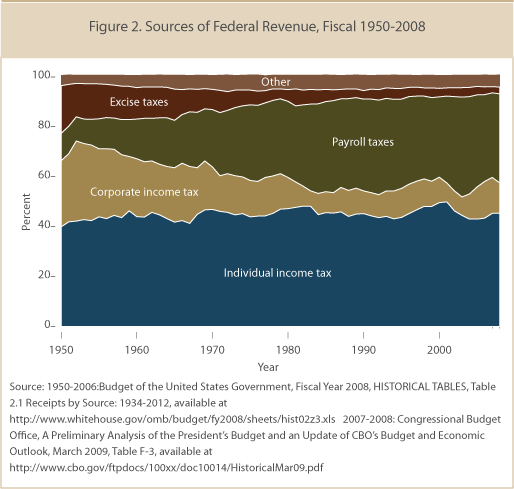 Figure 2. Sources of Federal Revenue, Fiscal 1950-2008
100
Other
Excise taxes
80
Payroll taxes
60
Corporate income tax
Percent
40
Individual income tax
20
0
1950
1960
1970
1980
1990
2000
Year
Source: 1950-2006:Budget of the United States Government, Fiscal Year 2008, HISTORICAL TABLES, Table
2.1 Receipts by Source: 1934-2012, available at
http://www.whitehouse.gov/omb/budget/fy2008/sheets/hist02z3.xls 2007-2008: Congressional Budget
Office, A Preliminary Analysis of the President's Budget and an Update of CBO's Budget and Economic
Outlook, March 2009, Table F-3, available at
http://www.cbo.gov/ftpdocs/100xx/doc10014/HistoricalMar09.pdf